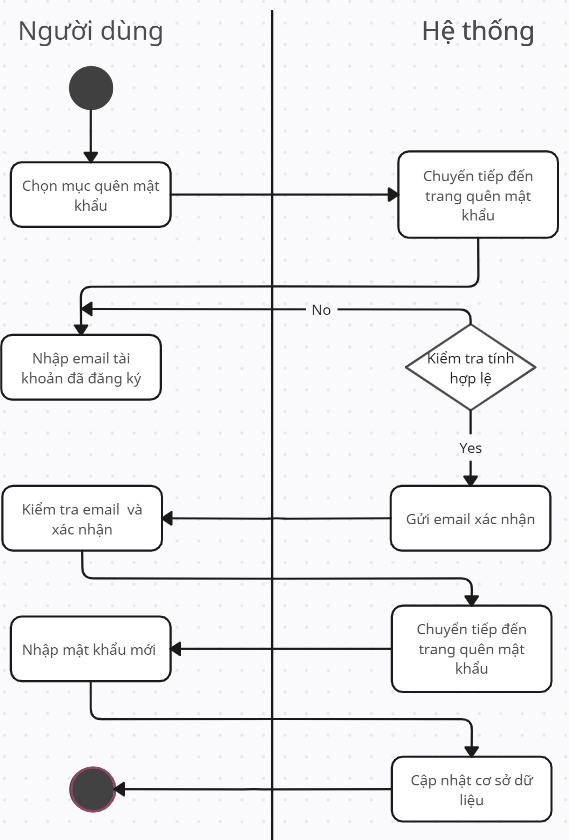 Người dùng
Hệ thống
Chọn mục quên mật
khẩu
Chuyển tiếp đến
trang quên mật
khẩu
No
Nhập email tài
khoản đã đăng ký
Kiểm tra tính
hợp lệ
Yes
Kiểm tra email và
xác nhận
Gửi email xác nhận
Nhập mật khẩu mới
Chuyển tiếp đến
trang quên mật
khẩu
Cập nhật cơ sở dữ
liệu